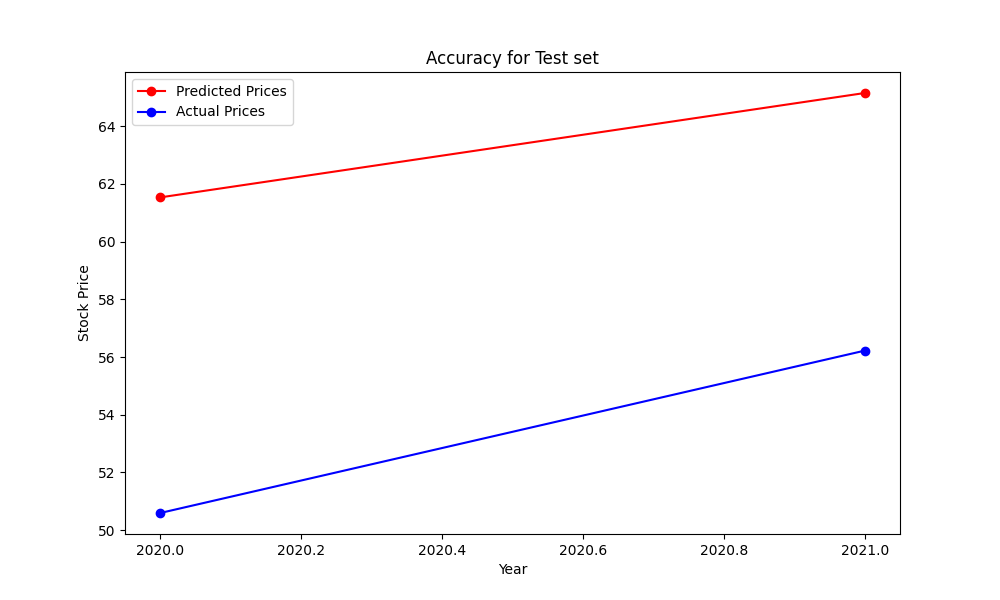 Accuracy for Test set
Predicted Prices
Actual Prices
64
62
60
58
56
54
52
50
Stock Price
2020.0 2020.2 2020.4 2020.6 2020.8 2021.0
Year